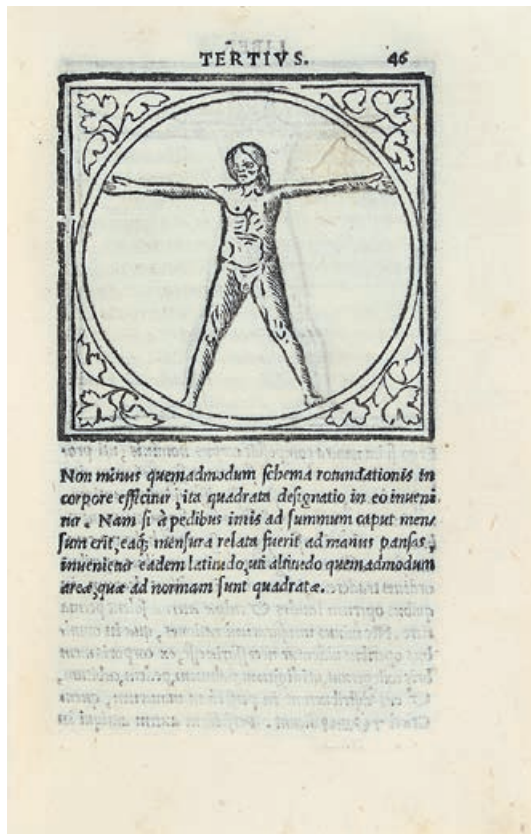 TERTIVS. 46
Non minus quemadmodum schema rotundationis in
corpore efficitur, ita quadrata designatio in eo inueni
tur. Nam si à pedibus imis ad summum caput men/
sum erit, eaq; mensura relata fuerit ad manus pansas,
inuenietur eadem latitudo, uti altitudo quemadmodum
areæ, quæ ad normam sunt quadratæ.